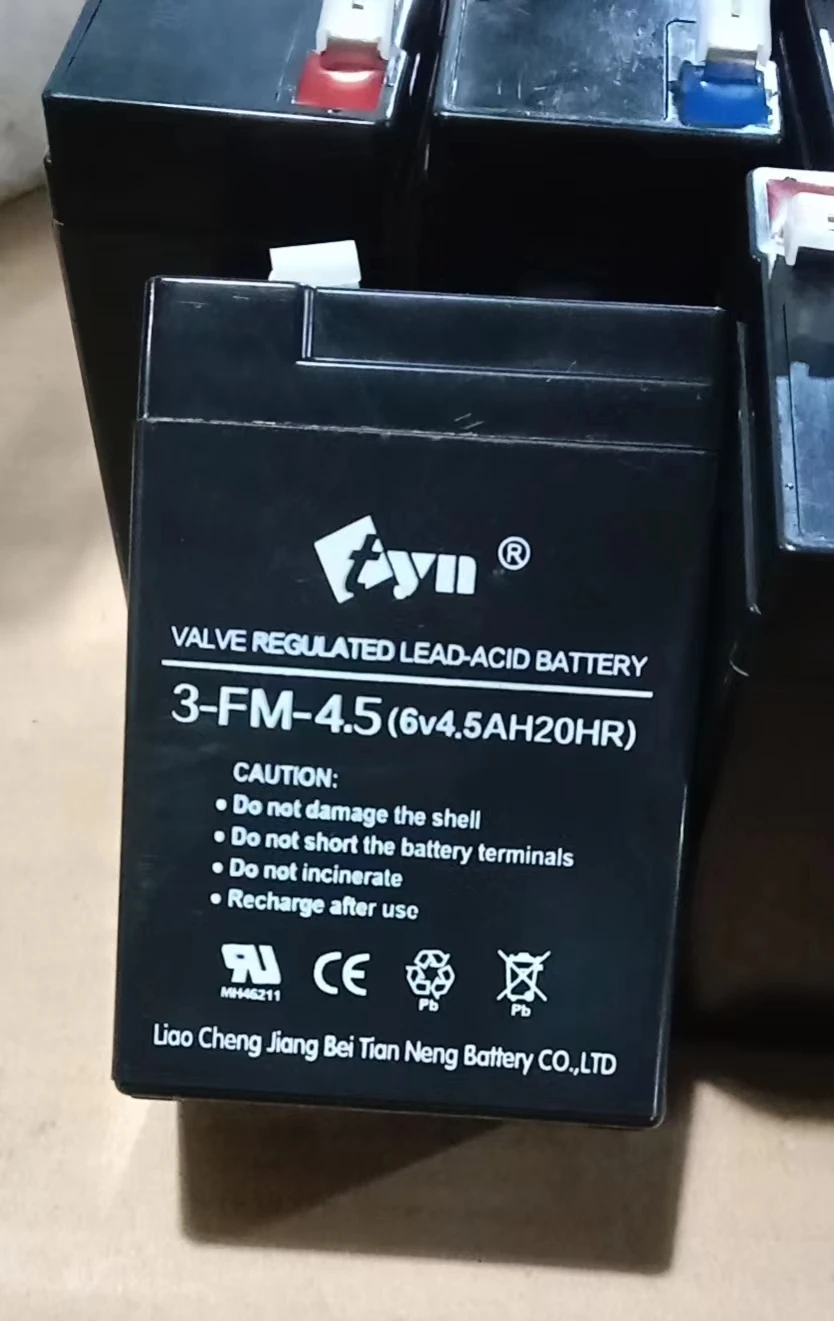 tyn ®
VALVE REGULATED LEAD-ACID BATTERY
3-FM-4.5 (6v4.5AH20HR)
CAUTION:
• Do not damage the shell
• Do not short the battery terminals
• Do not incinerate
• Recharge after use
RU CE
MH46211 Pb Pb
Liao Cheng Jiang Bei Tian Neng Battery CO.,LTD